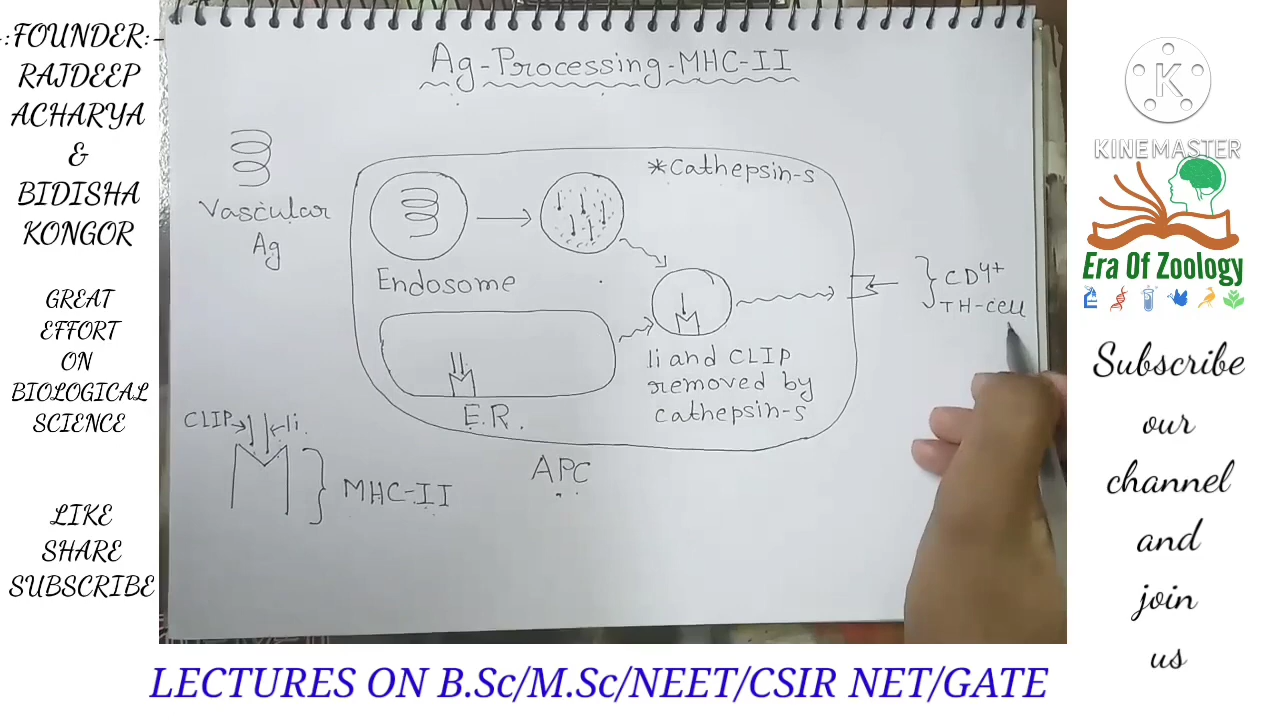 -:FOUNDER:-
RAJDEEP
ACHARYA
&
BIDISHA
KONGOR
GREAT
EFFORT
ON
BIOLOGICAL
SCIENCE
LIKE
SHARE
SUBSCRIBE
Ag-Processing-MHC-II
Vascular
Ag
*Cathepsin-s
Endosome
CD4+
TH-cell
li and CLIP
removed by
cathepsin-s
E.R.
CLIP
li.
MHC-II
APC
K
KINEMASTER
Era Of Zoology
Subscribe
our
channel
and
join
us
LECTURES ON B.Sc/M.Sc/NEET/CSIR NET/GATE